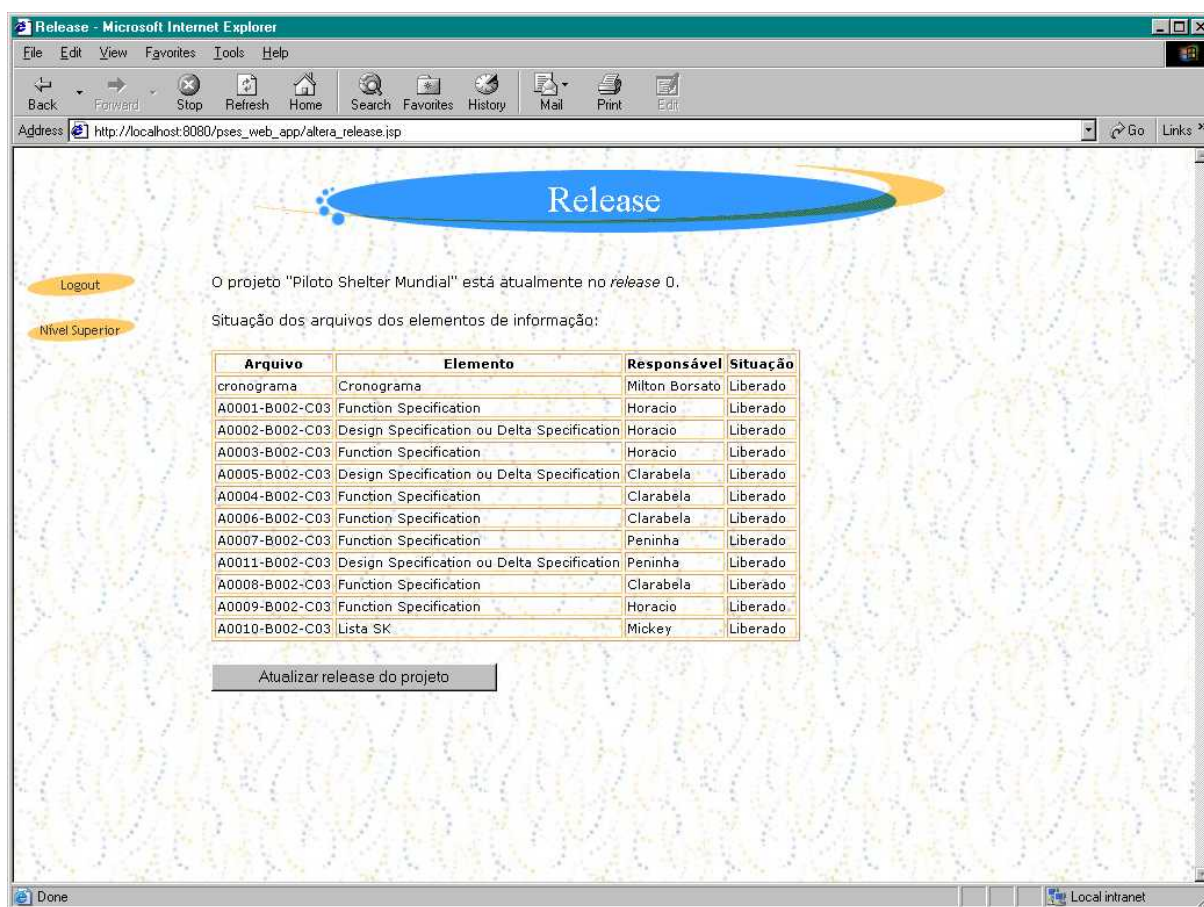 Release - Microsoft Internet Explorer
File Edit View Favorites Tools Help
Back Forward Stop Refresh Home Search Favorites History Mail Print Edit
Address http://localhost:8080/pses_web_app/altera_release.jsp Go Links »
Release
O projeto "Piloto Shelter Mundial" está atualmente no release 0.
Logout
Situação dos arquivos dos elementos de informação:
Nível Superior
Arquivo Elemento Responsável Situação
cronograma Cronograma Milton Borsato Liberado
A0001-B002-C03 Function Specification Horacio Liberado
A0002-B002-C03 Design Specification ou Delta Specification Horacio Liberado
A0003-B002-C03 Function Specification Horacio Liberado
A0005-B002-C03 Design Specification ou Delta Specification Clarabela Liberado
A0004-B002-C03 Function Specification Clarabela Liberado
A0006-B002-C03 Function Specification Clarabela Liberado
A0007-B002-C03 Function Specification Peninha Liberado
A0011-B002-C03 Design Specification ou Delta Specification Peninha Liberado
A0008-B002-C03 Function Specification Clarabela Liberado
A0009-B002-C03 Function Specification Horacio Liberado
A0010-B002-C03 Lista SK Mickey Liberado
Atualizar release do projeto
Done Local intranet